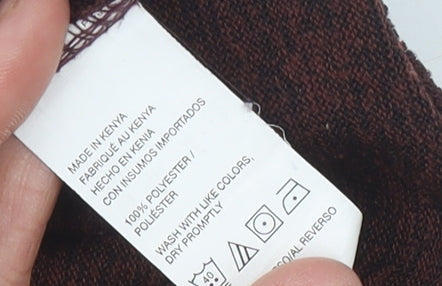 MADE IN KENYA
FABRIQUÉ AU KENYA
HECHO EN KENIA
CON INSUMOS IMPORTADOS
100% POLYESTER /
POLIÉSTER
WASH WITH LIKE COLORS,
DRY PROMPTLY
40
AL REVERSO